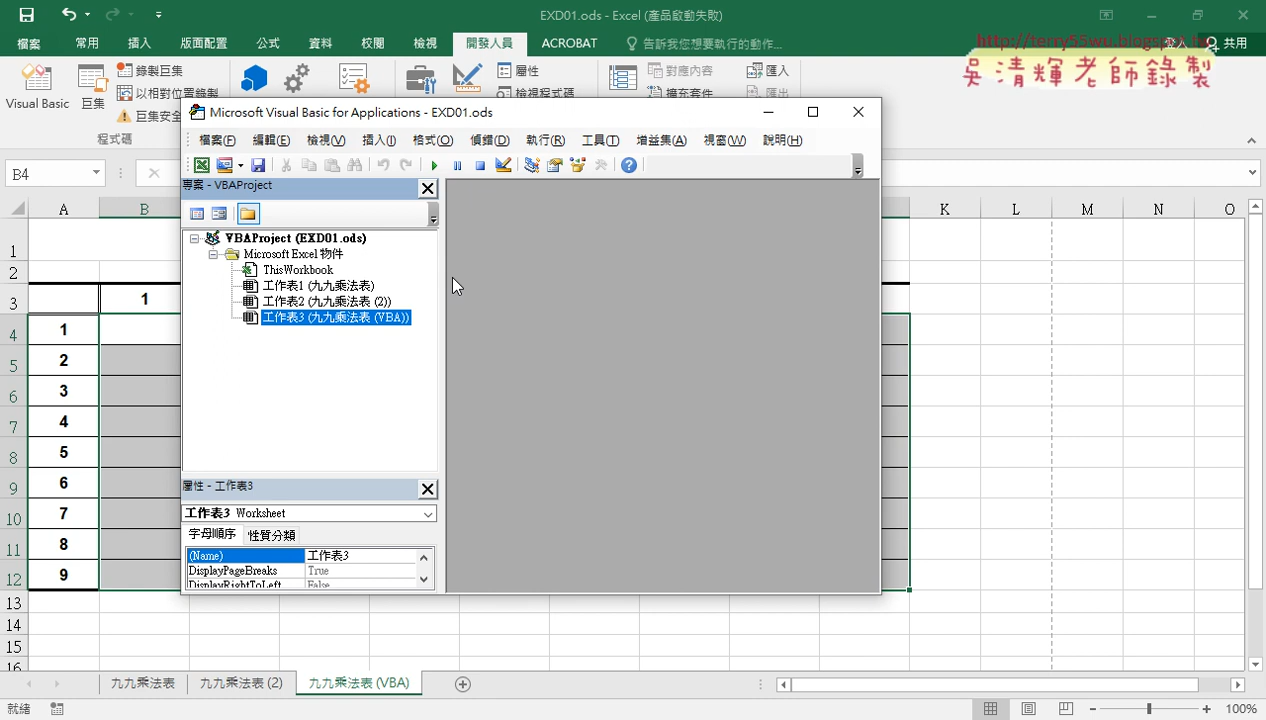 EXD01.ods - Excel (產品啟動失敗)
檔案 常用 插入 版面配置 公式 資料 校閱 檢視 開發人員 ACROBAT 告訴我您想要執行的動作... 登入 共用
http://terry55wu.blogspot.tw
吳清輝老師錄製
Visual Basic 巨集 錄製巨集 以相對位置錄製 巨集安全 程式碼 屬性 檢視程式碼 對應內容 擴充套件 匯入 匯出
B4
Microsoft Visual Basic for Applications - EXD01.ods
檔案(F) 編輯(E) 檢視(V) 插入(I) 格式(O) 偵錯(D) 執行(R) 工具(T) 增益集(A) 視窗(W) 說明(H)
專案 - VBAProject
VBAProject (EXD01.ods)
Microsoft Excel 物件
ThisWorkbook
工作表1 (九九乘法表)
工作表2 (九九乘法表 (2))
工作表3 (九九乘法表 (VBA))
屬性 - 工作表3
工作表3 Worksheet
字母順序 性質分類
(Name) 工作表3
DisplayPageBreaks True
DisplayRightToLeft False
A B K L M N O
1
2
3 1
4 1
5 2
6 3
7 4
8 5
9 6
10 7
11 8
12 9
13
14
15
16
九九乘法表 九九乘法表 (2) 九九乘法表 (VBA)
就緒 100%